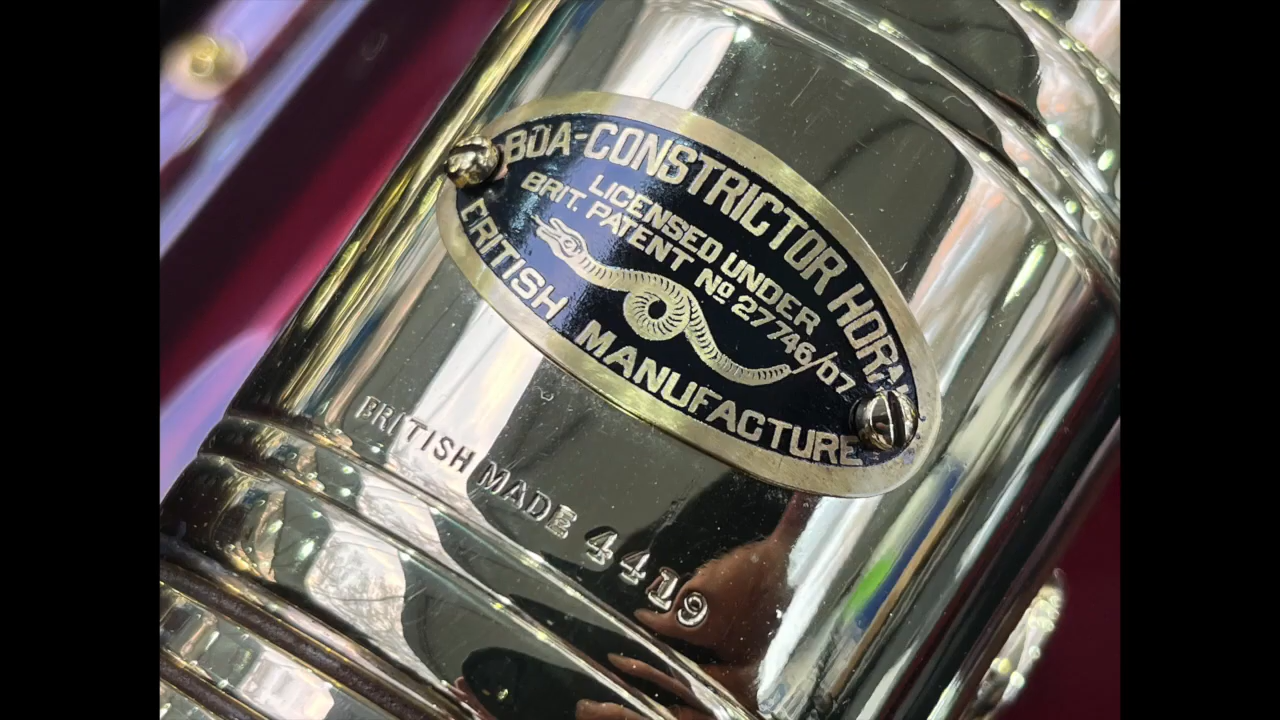 BOA-CONSTRICTOR HORN
LICENSED UNDER
BRIT. PATENT No 27746/07
BRITISH MANUFACTURE
BRITISH MADE 4419